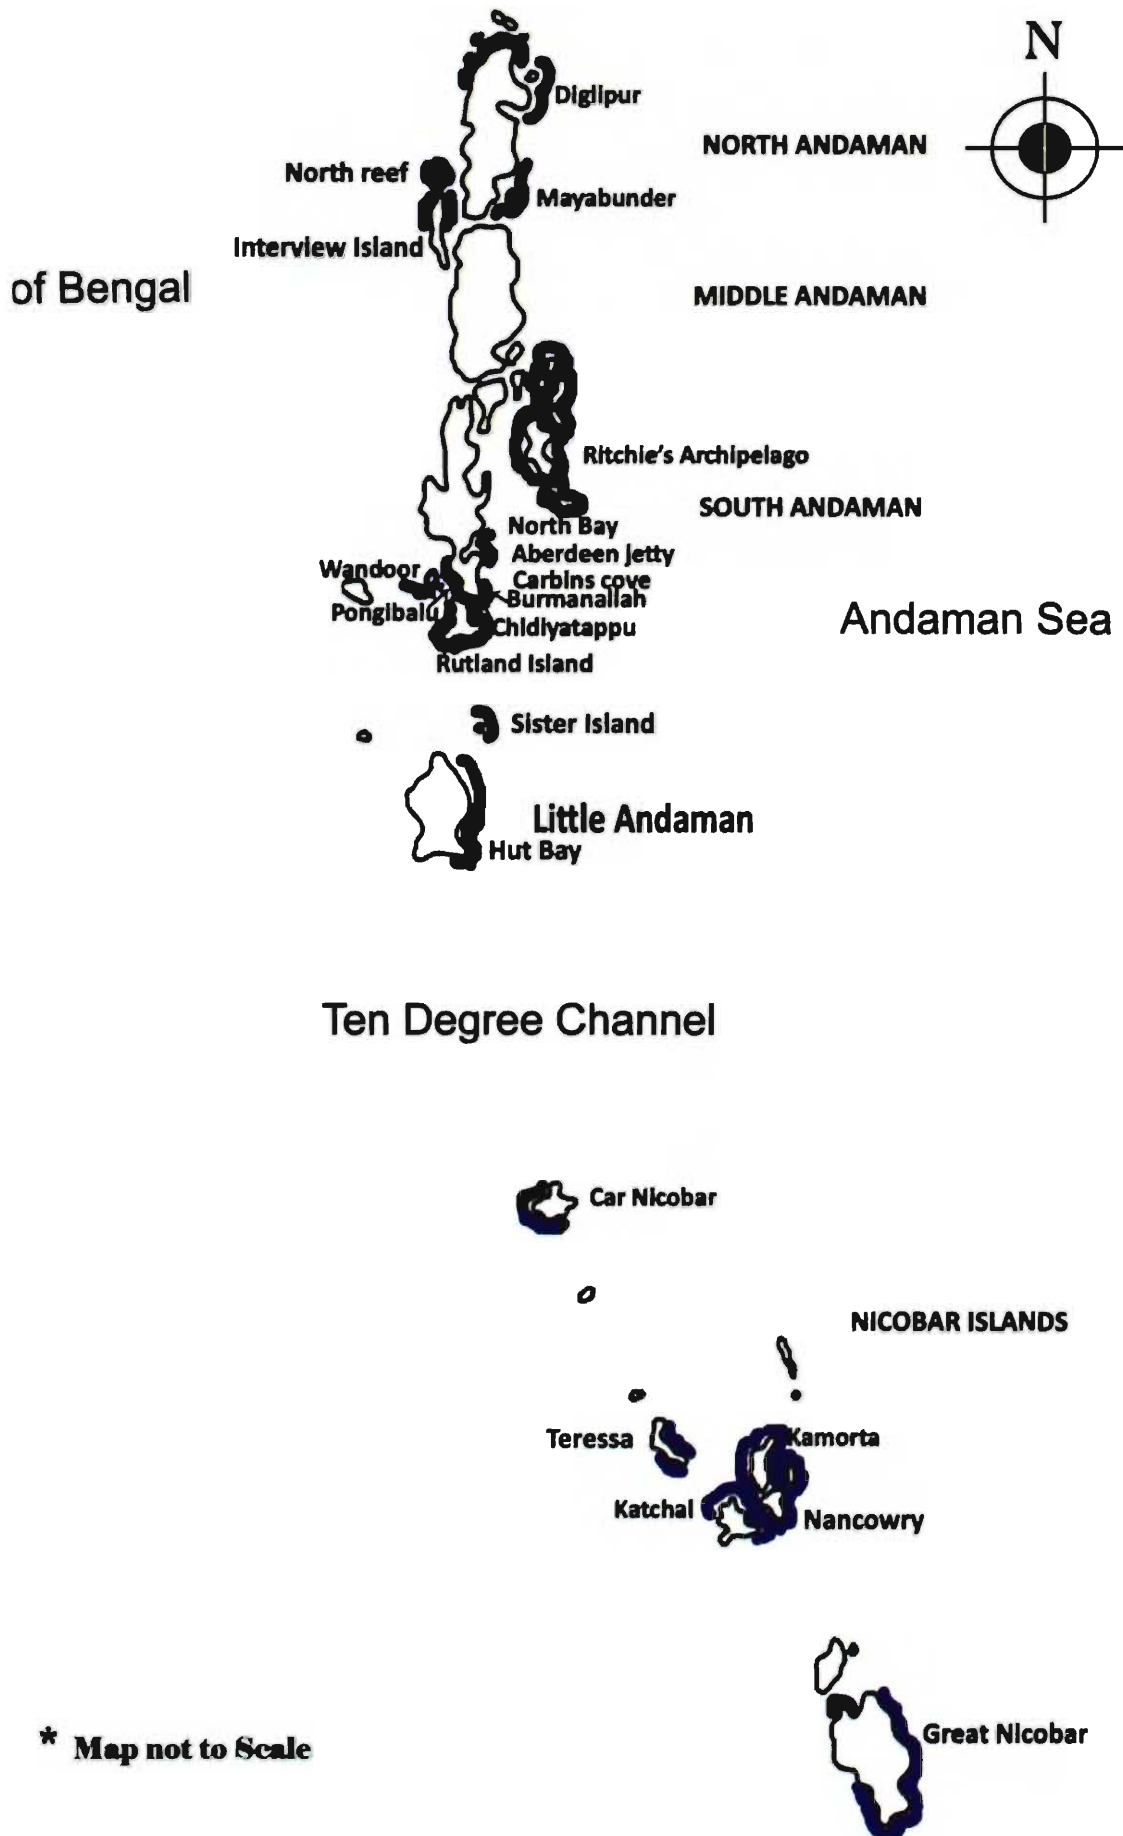 N
Diglipur
NORTH ANDAMAN
North reef
Mayabunder
Interview Island
of Bengal
MIDDLE ANDAMAN
Ritchie's Archipelago
SOUTH ANDAMAN
North Bay
Aberdeen Jetty
Wandoor
Carbins cove
Burmanallah
Pongibalu
Andaman Sea
Chidiyatappu
Rutland Island
Sister Island
Little Andaman
Hut Bay
Ten Degree Channel
Car Nicobar
NICOBAR ISLANDS
Teressa
Kamorta
Katchal
Nancowry
Great Nicobar
* Map not to Scale